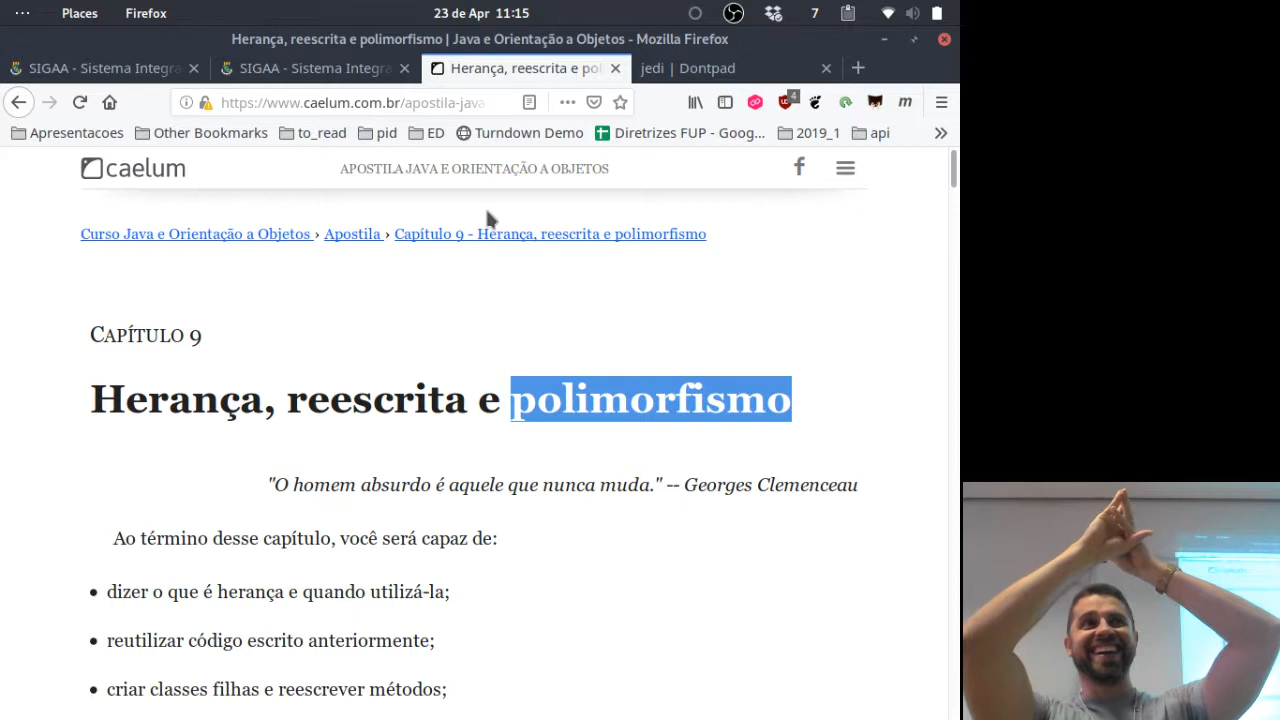 Places Firefox 23 de Apr 11:15 7
Herança, reescrita e polimorfismo | Java e Orientação a Objetos - Mozilla Firefox
SIGAA - Sistema Integra SIGAA - Sistema Integra Herança, reescrita e pol jedi | Dontpad
https://www.caelum.com.br/apostila-java 4 m
Apresentacoes Other Bookmarks to_read pid ED Turndown Demo Diretrizes FUP - Goog... 2019_1 api
caelum APOSTILA JAVA E ORIENTAÇÃO A OBJETOS f
Curso Java e Orientação a Objetos › Apostila › Capítulo 9 - Herança, reescrita e polimorfismo
CAPÍTULO 9
Herança, reescrita e polimorfismo
"O homem absurdo é aquele que nunca muda." -- Georges Clemenceau
Ao término desse capítulo, você será capaz de:
• dizer o que é herança e quando utilizá-la;
• reutilizar código escrito anteriormente;
• criar classes filhas e reescrever métodos;